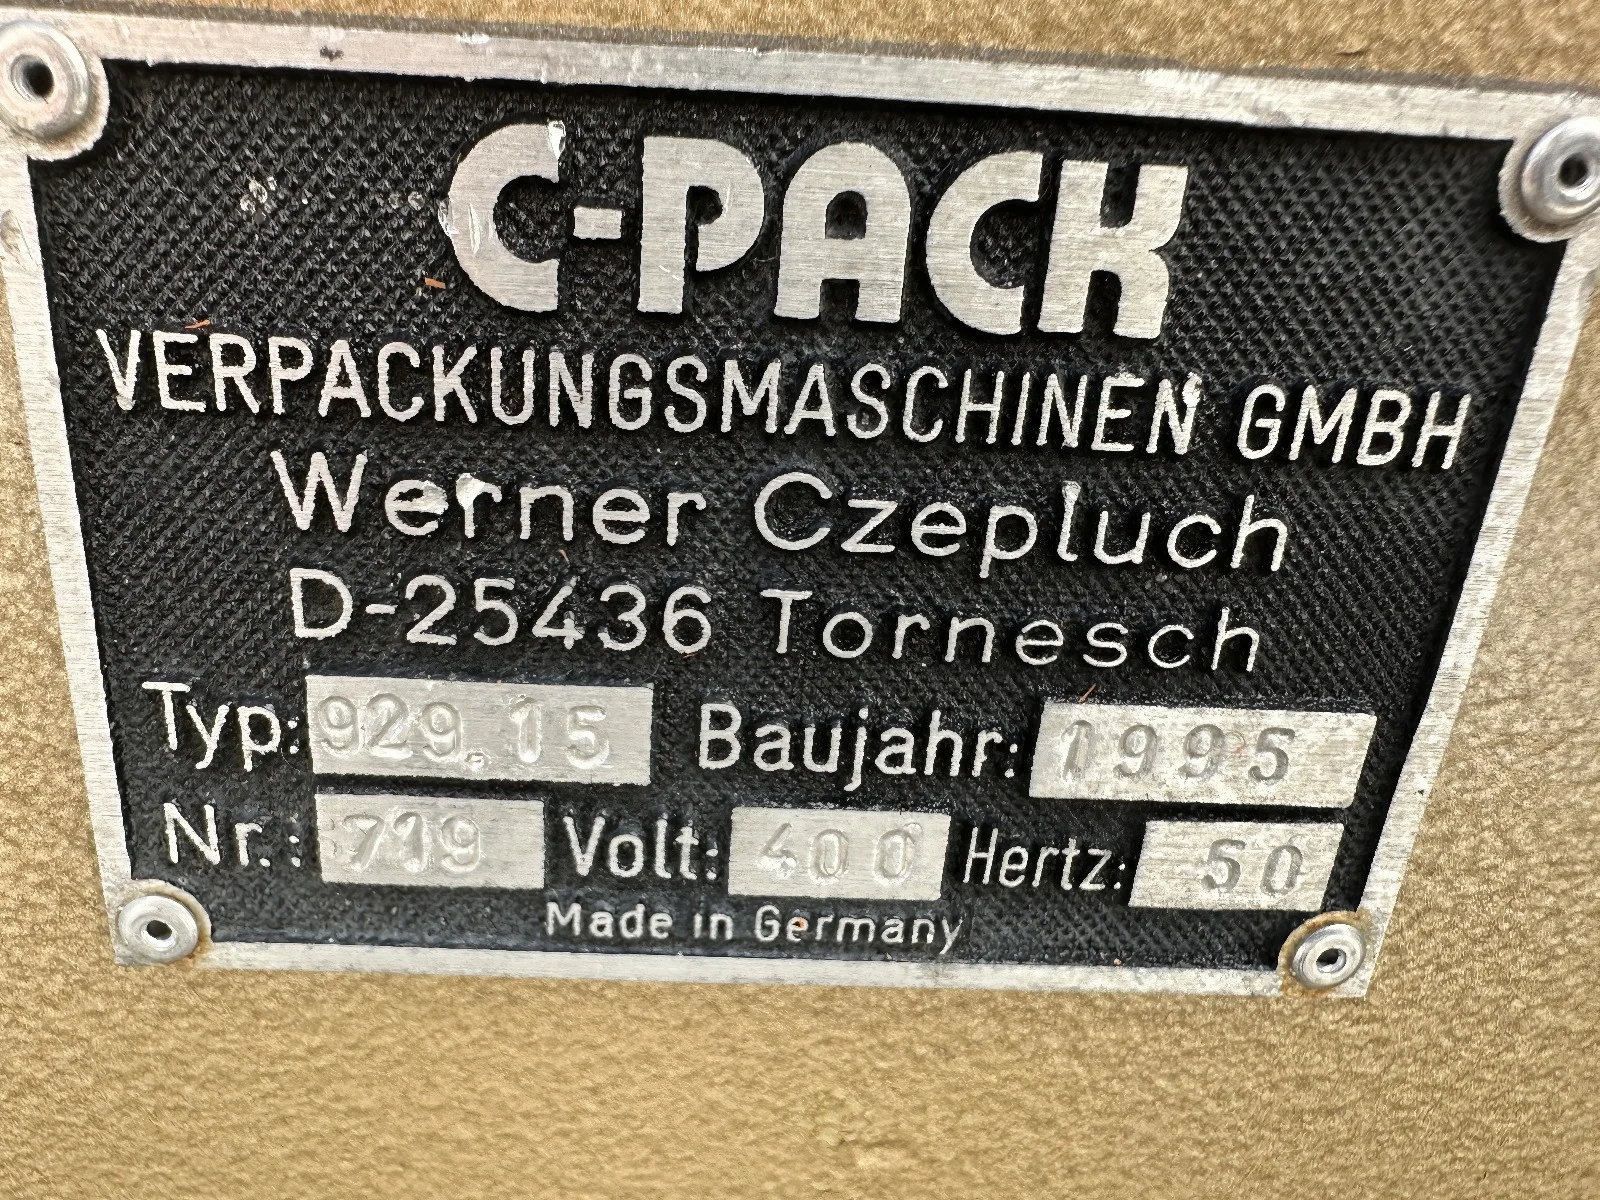 C-PACK
VERPACKUNGSMASCHINEN GMBH
Werner Czepluch
D-25436 Tornesch
Typ: 929.15 Baujahr: 1995
Nr.: 719 Volt: 400 Hertz: 50
Made in Germany